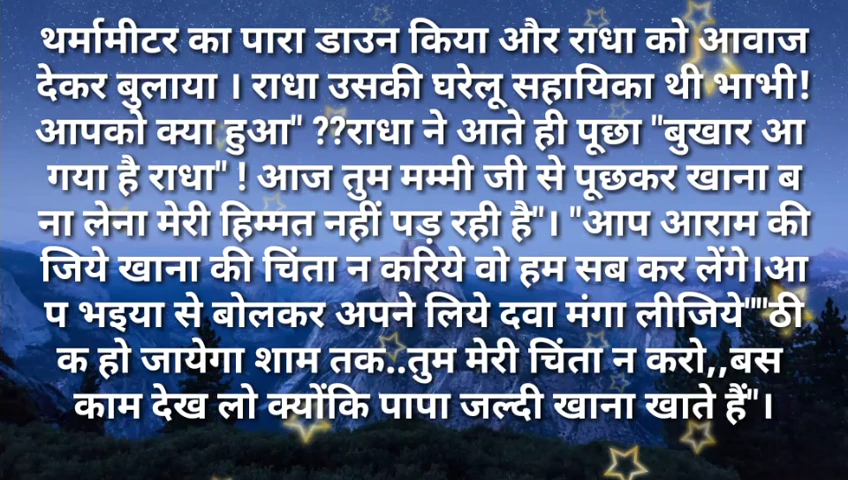 थर्मामीटर का पारा डाउन किया और राधा को आवाज
देकर बुलाया । राधा उसकी घरेलू सहायिका थी भाभी!
आपको क्या हुआ" ??राधा ने आते ही पूछा "बुखार आ
गया है राधा" ! आज तुम मम्मी जी से पूछकर खाना ब
ना लेना मेरी हिम्मत नहीं पड़ रही है"। "आप आराम की
जिये खाना की चिंता न करिये वो हम सब कर लेंगे।आ
प भइया से बोलकर अपने लिये दवा मंगा लीजिये""ठी
क हो जायेगा शाम तक..तुम मेरी चिंता न करो,,बस
काम देख लो क्योंकि पापा जल्दी खाना खाते हैं"।